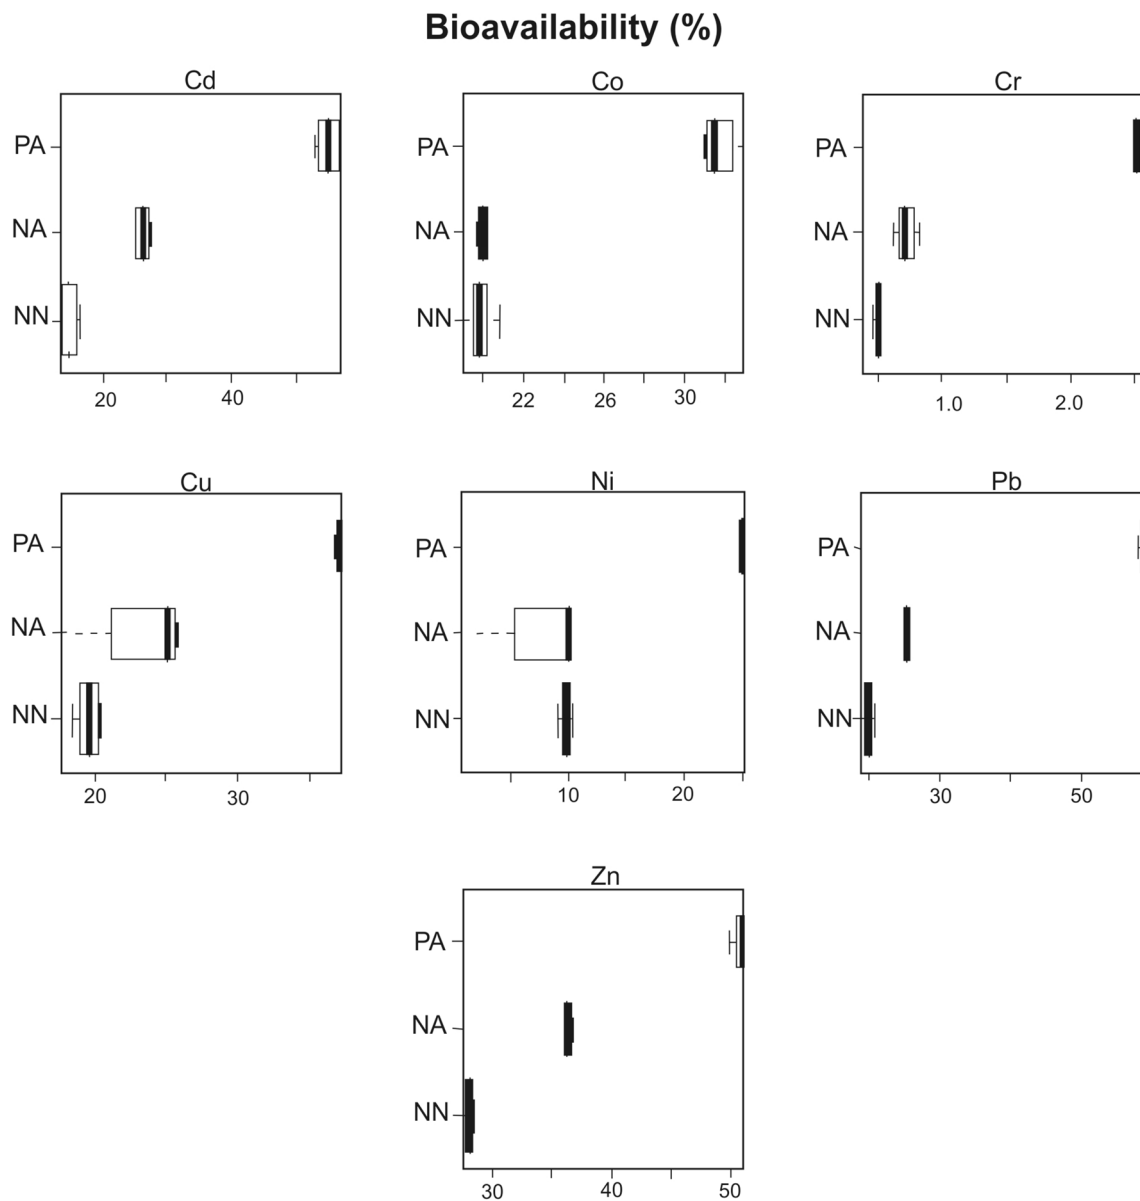 Bioavailability (%)
Cd
PA
NA
NN
20 40
Co
PA
NA
NN
22 26 30
Cr
PA
NA
NN
1.0 2.0
Cu
PA
NA
NN
20 30
Ni
PA
NA
NN
10 20
Pb
PA
NA
NN
30 50
Zn
PA
NA
NN
30 40 50